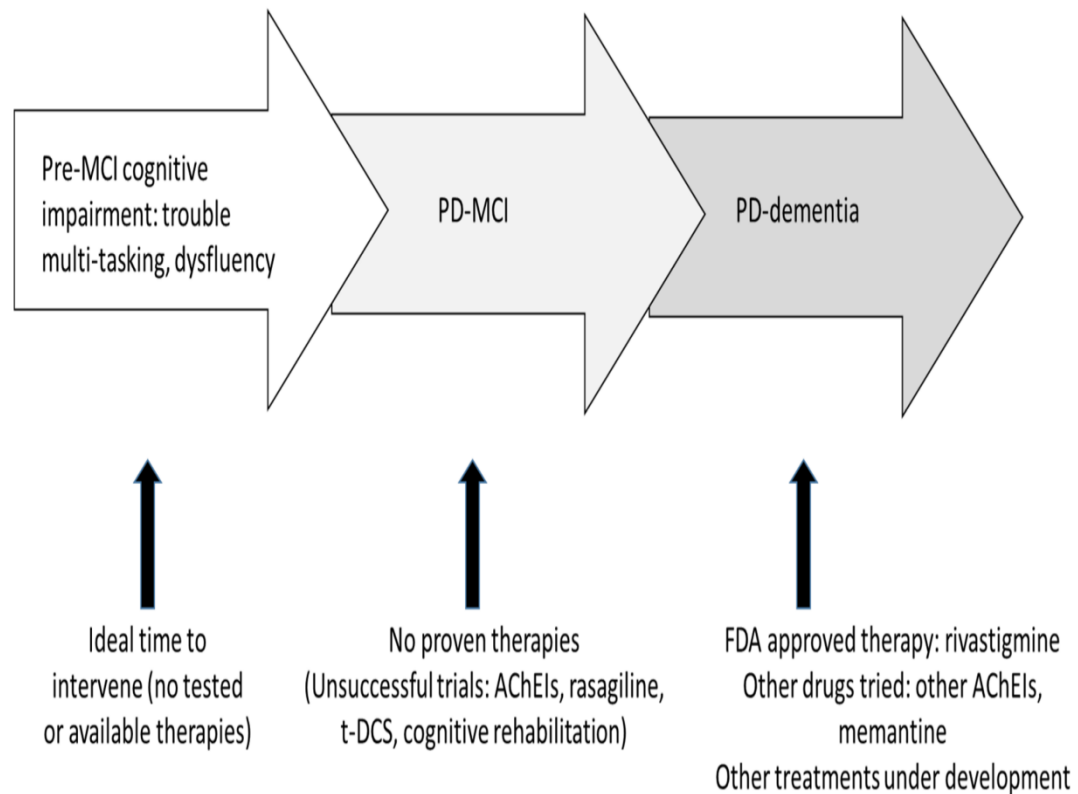 Pre-MCI cognitive
impairment: trouble
multi-tasking, dysfluency
PD-MCI
PD-dementia
Ideal time to
intervene (no tested
or available therapies)
No proven therapies
(Unsuccessful trials: AChEIs, rasagiline,
t-DCS, cognitive rehabilitation)
FDA approved therapy: rivastigmine
Other drugs tried: other AChEIs,
memantine
Other treatments under development